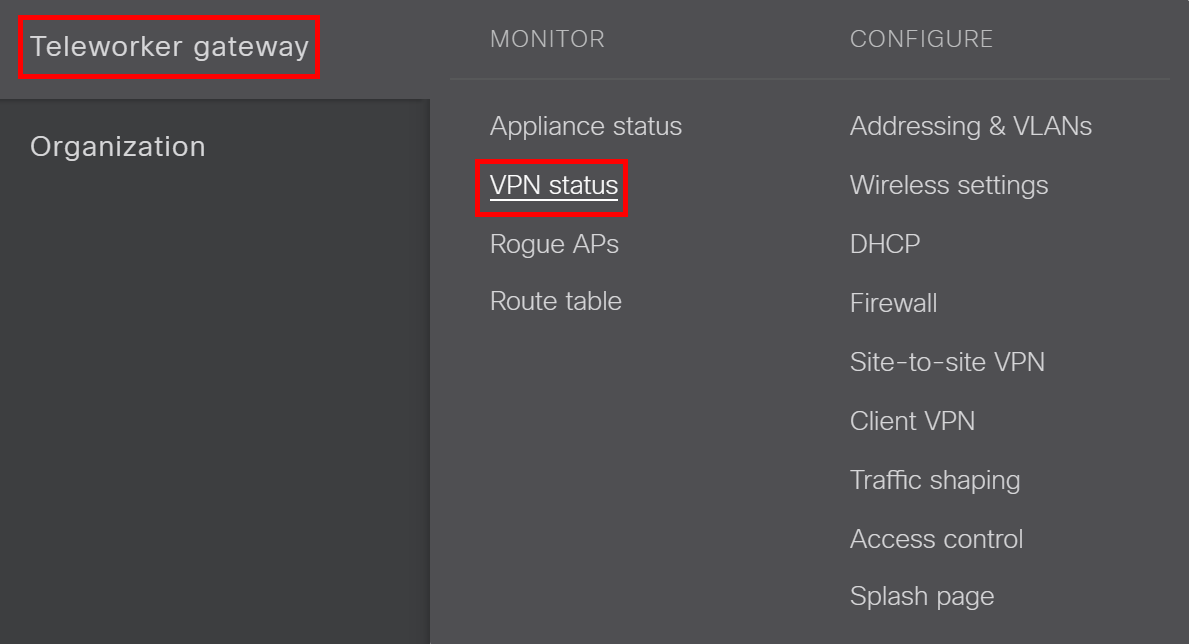 Teleworker gateway
Organization
MONITOR
Appliance status
VPN status
Rogue APs
Route table
CONFIGURE
Addressing & VLANs
Wireless settings
DHCP
Firewall
Site-to-site VPN
Client VPN
Traffic shaping
Access control
Splash page